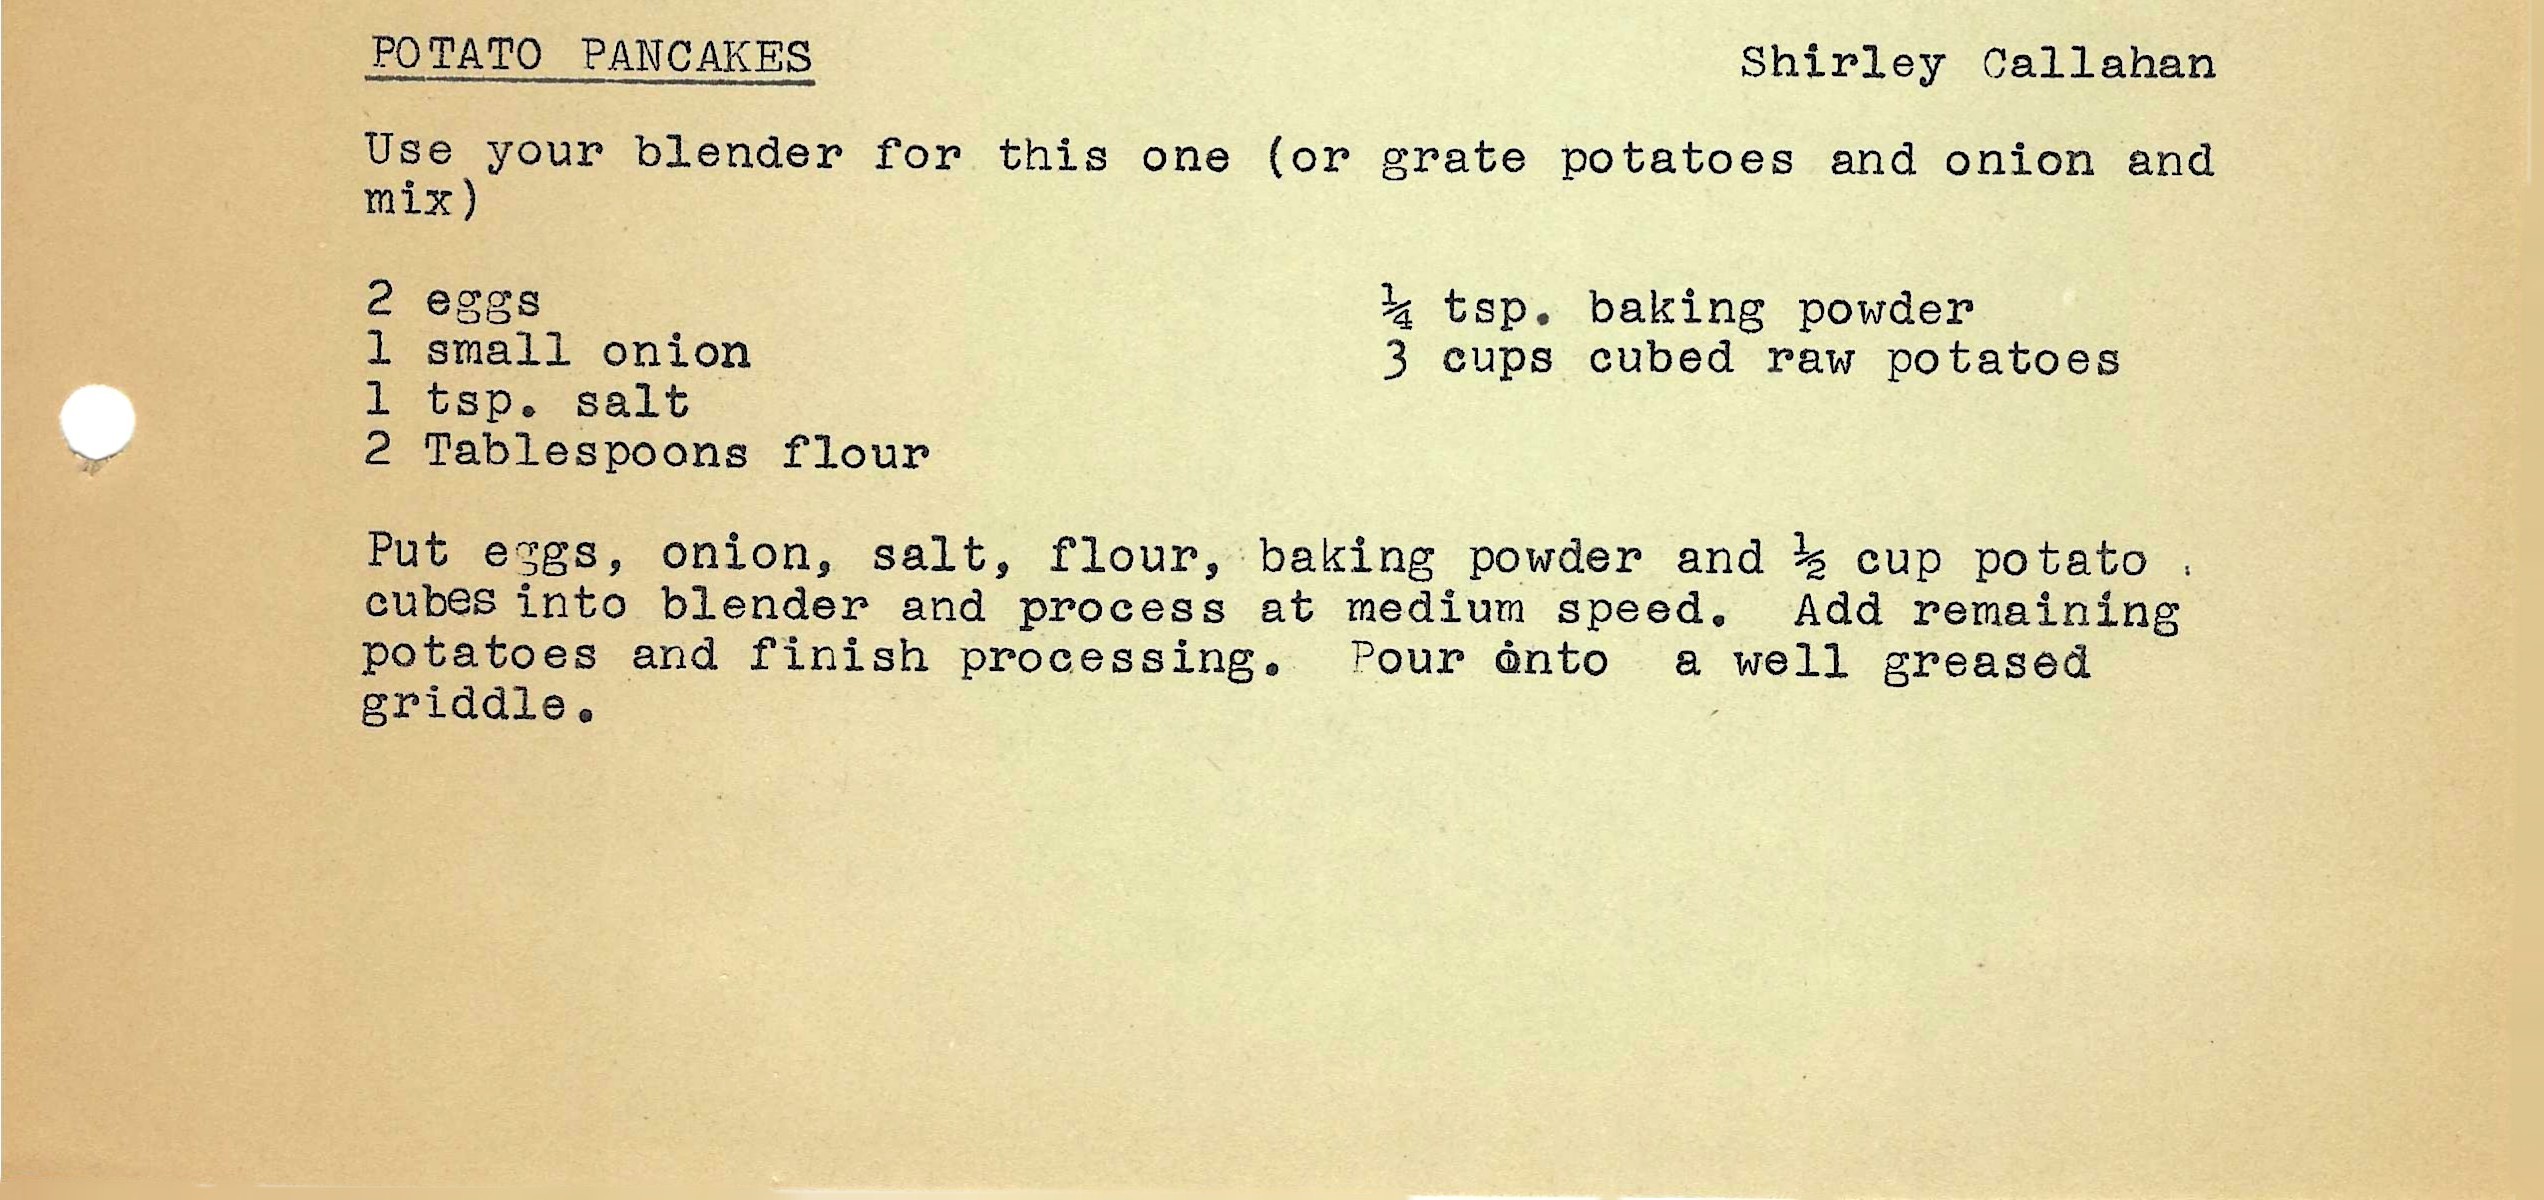 POTATO PANCAKES Shirley Callahan
Use your blender for this one (or grate potatoes and onion and
mix)
2 eggs ¼ tsp. baking powder
1 small onion 3 cups cubed raw potatoes
1 tsp. salt
2 Tablespoons flour
Put eggs, onion, salt, flour, baking powder and ½ cup potato
cubes into blender and process at medium speed. Add remaining
potatoes and finish processing. Pour onto a well greased
griddle.